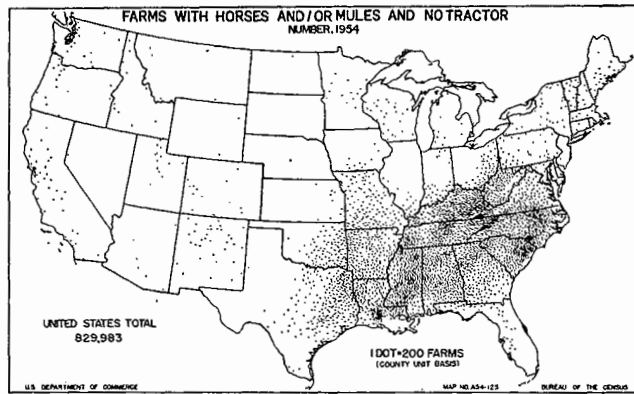 FARMS WITH HORSES AND/OR MULES AND NO TRACTOR
NUMBER, 1954
UNITED STATES TOTAL
829,983
1 DOT=200 FARMS
(COUNTY UNIT BASIS)
U.S. DEPARTMENT OF COMMERCE
MAP NO. A54-125
BUREAU OF THE CENSUS